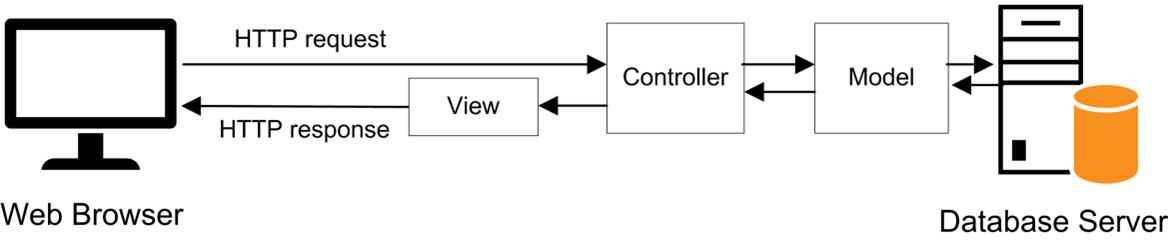 HTTP request
Controller
Model
View
HTTP response
Web Browser
Database Server